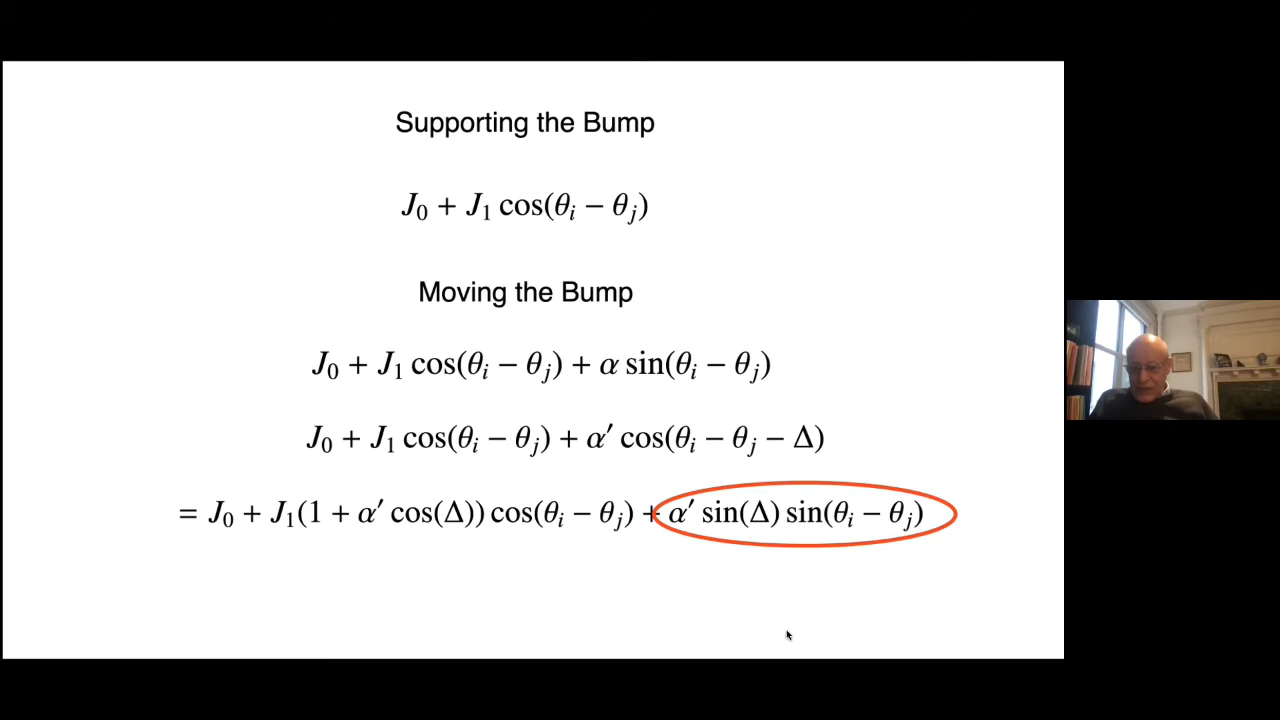 Supporting the Bump
J₀ + J₁ cos(θᵢ − θⱼ)
Moving the Bump
J₀ + J₁ cos(θᵢ − θⱼ) + α sin(θᵢ − θⱼ)
J₀ + J₁ cos(θᵢ − θⱼ) + α′ cos(θᵢ − θⱼ − Δ)
= J₀ + J₁(1 + α′ cos(Δ)) cos(θᵢ − θⱼ) + α′ sin(Δ) sin(θᵢ − θⱼ)